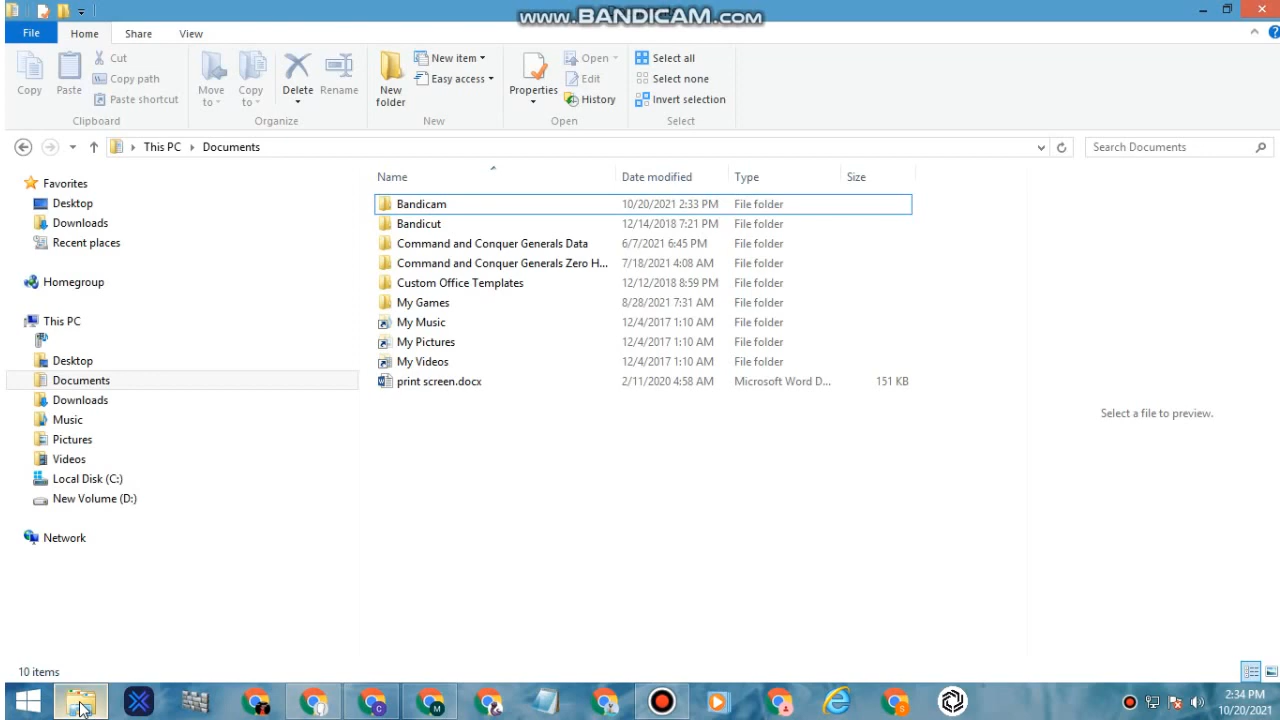 www.BANDICAM.com
File Home Share View
Copy
Paste
Cut
Copy path
Paste shortcut
Clipboard
Move to
Copy to
Delete
Rename
Organize
New folder
New item
Easy access
New
Properties
Open
Edit
History
Open
Select all
Select none
Invert selection
Select
This PC Documents
Search Documents
Favorites
Desktop
Downloads
Recent places
Homegroup
This PC
Desktop
Documents
Downloads
Music
Pictures
Videos
Local Disk (C:)
New Volume (D:)
Network
Name Date modified Type Size
Bandicam 10/20/2021 2:33 PM File folder
Bandicut 12/14/2018 7:21 PM File folder
Command and Conquer Generals Data 6/7/2021 6:45 PM File folder
Command and Conquer Generals Zero H... 7/18/2021 4:08 AM File folder
Custom Office Templates 12/12/2018 8:59 PM File folder
My Games 8/28/2021 7:31 AM File folder
My Music 12/4/2017 1:10 AM File folder
My Pictures 12/4/2017 1:10 AM File folder
My Videos 12/4/2017 1:10 AM File folder
print screen.docx 2/11/2020 4:58 AM Microsoft Word D... 151 KB
Select a file to preview.
10 items
2:34 PM
10/20/2021